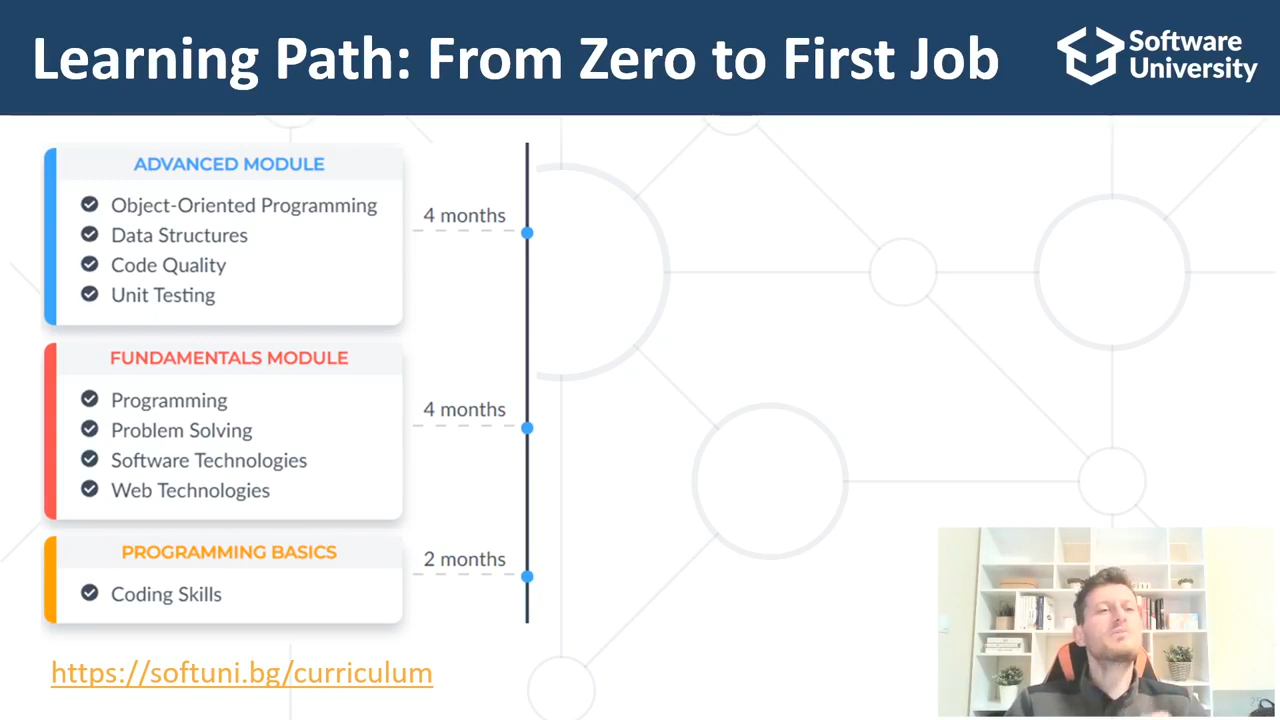 Learning Path: From Zero to First Job
Software
University
ADVANCED MODULE
Object-Oriented Programming
Data Structures
Code Quality
Unit Testing
4 months
FUNDAMENTALS MODULE
Programming
Problem Solving
Software Technologies
Web Technologies
4 months
PROGRAMMING BASICS
Coding Skills
2 months
https://softuni.bg/curriculum